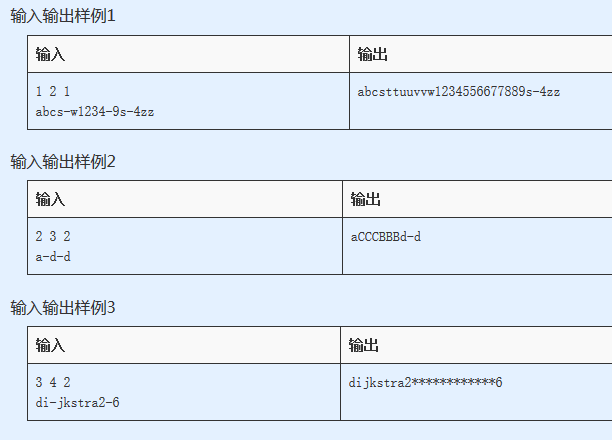 输入输出样例1
输入 输出
1 2 1 abcsttuuvvw1234556677889s-4zz
abcs-w1234-9s-4zz
输入输出样例2
输入 输出
2 3 2 aCCCBBBd-d
a-d-d
输入输出样例3
输入 输出
3 4 2 dijkstra2************6
di-jkstra2-6